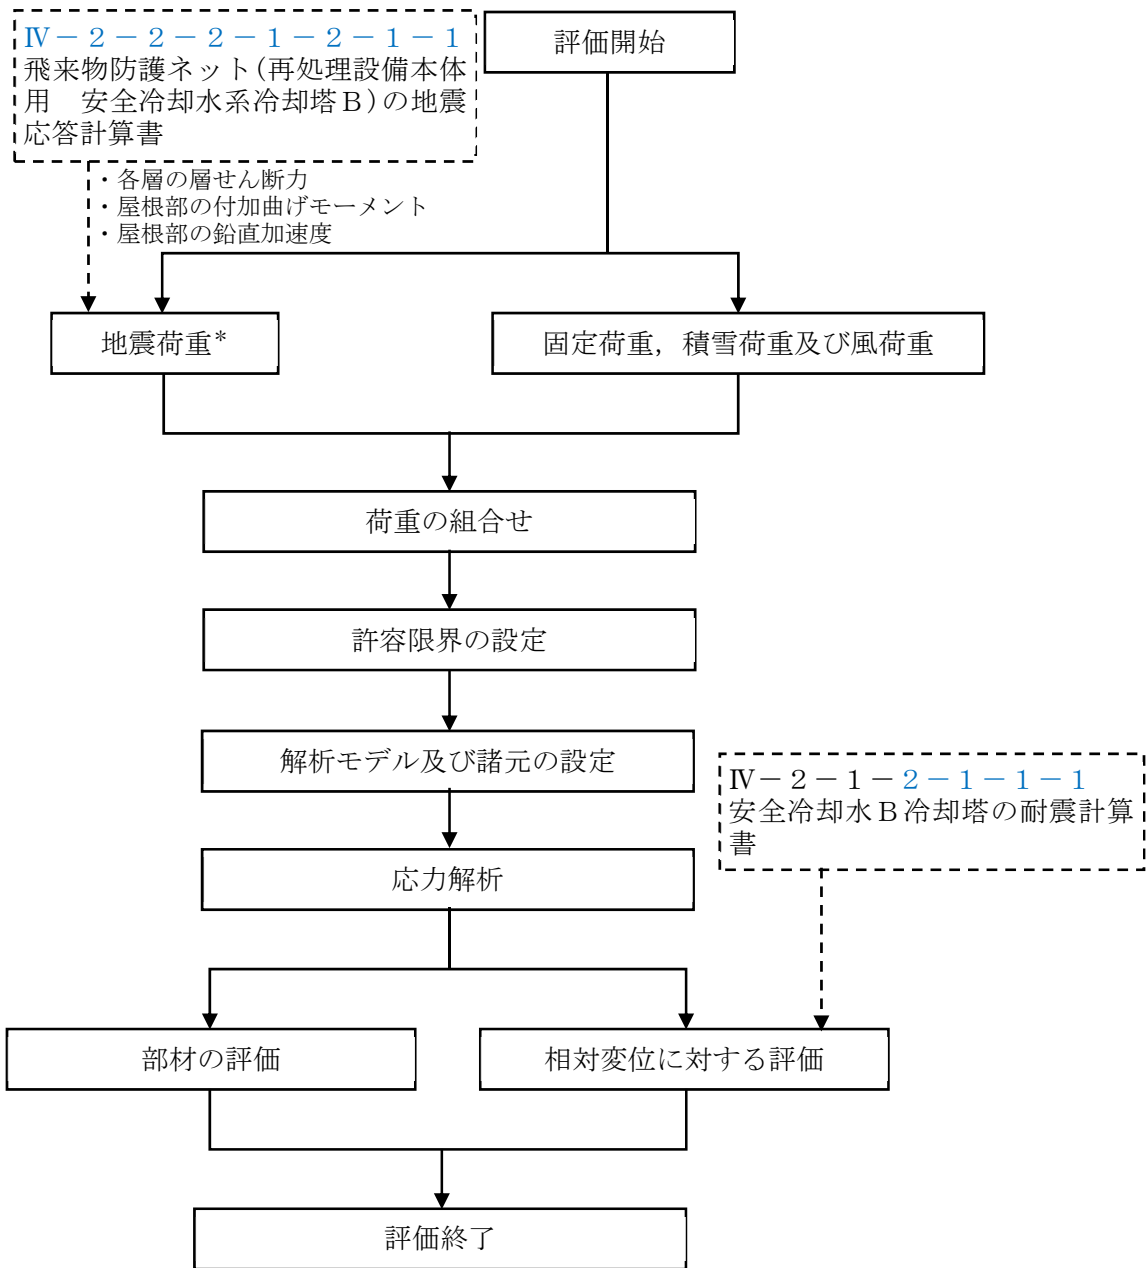 Ⅳ－２－２－２－１－２－１－１
飛来物防護ネット（再処理設備本体
用　安全冷却水系冷却塔Ｂ）の地震
応答計算書
評価開始
・各層の層せん断力
・屋根部の付加曲げモーメント
・屋根部の鉛直加速度
地震荷重*
固定荷重，積雪荷重及び風荷重
荷重の組合せ
許容限界の設定
解析モデル及び諸元の設定
Ⅳ－２－１－２－１－１－１
安全冷却水Ｂ冷却塔の耐震計算
書
応力解析
部材の評価
相対変位に対する評価
評価終了